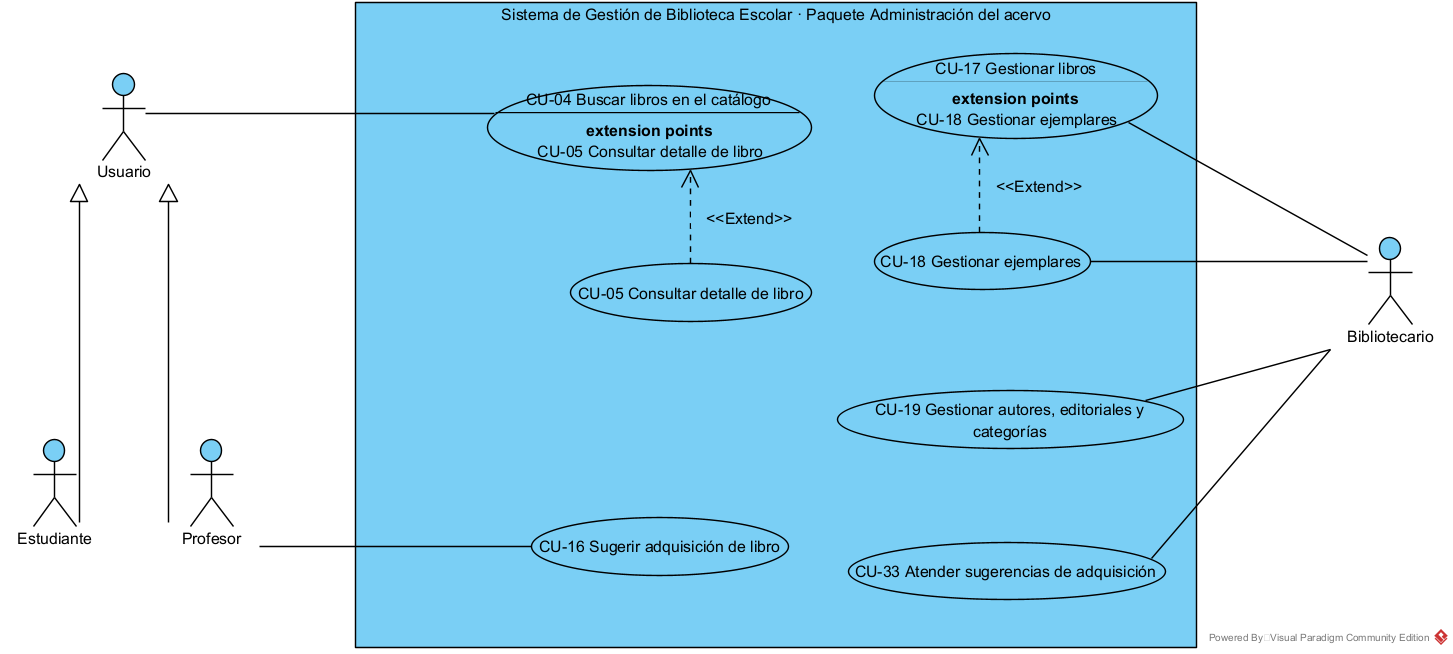 Sistema de Gestión de Biblioteca Escolar · Paquete Administración del acervo
CU-04 Buscar libros en el catálogo
extension points
CU-05 Consultar detalle de libro
CU-17 Gestionar libros
extension points
CU-18 Gestionar ejemplares
Usuario
<<Extend>>
<<Extend>>
CU-05 Consultar detalle de libro
CU-18 Gestionar ejemplares
Bibliotecario
CU-19 Gestionar autores, editoriales y
categorías
Estudiante
Profesor
CU-16 Sugerir adquisición de libro
CU-33 Atender sugerencias de adquisición
Powered By Visual Paradigm Community Edition